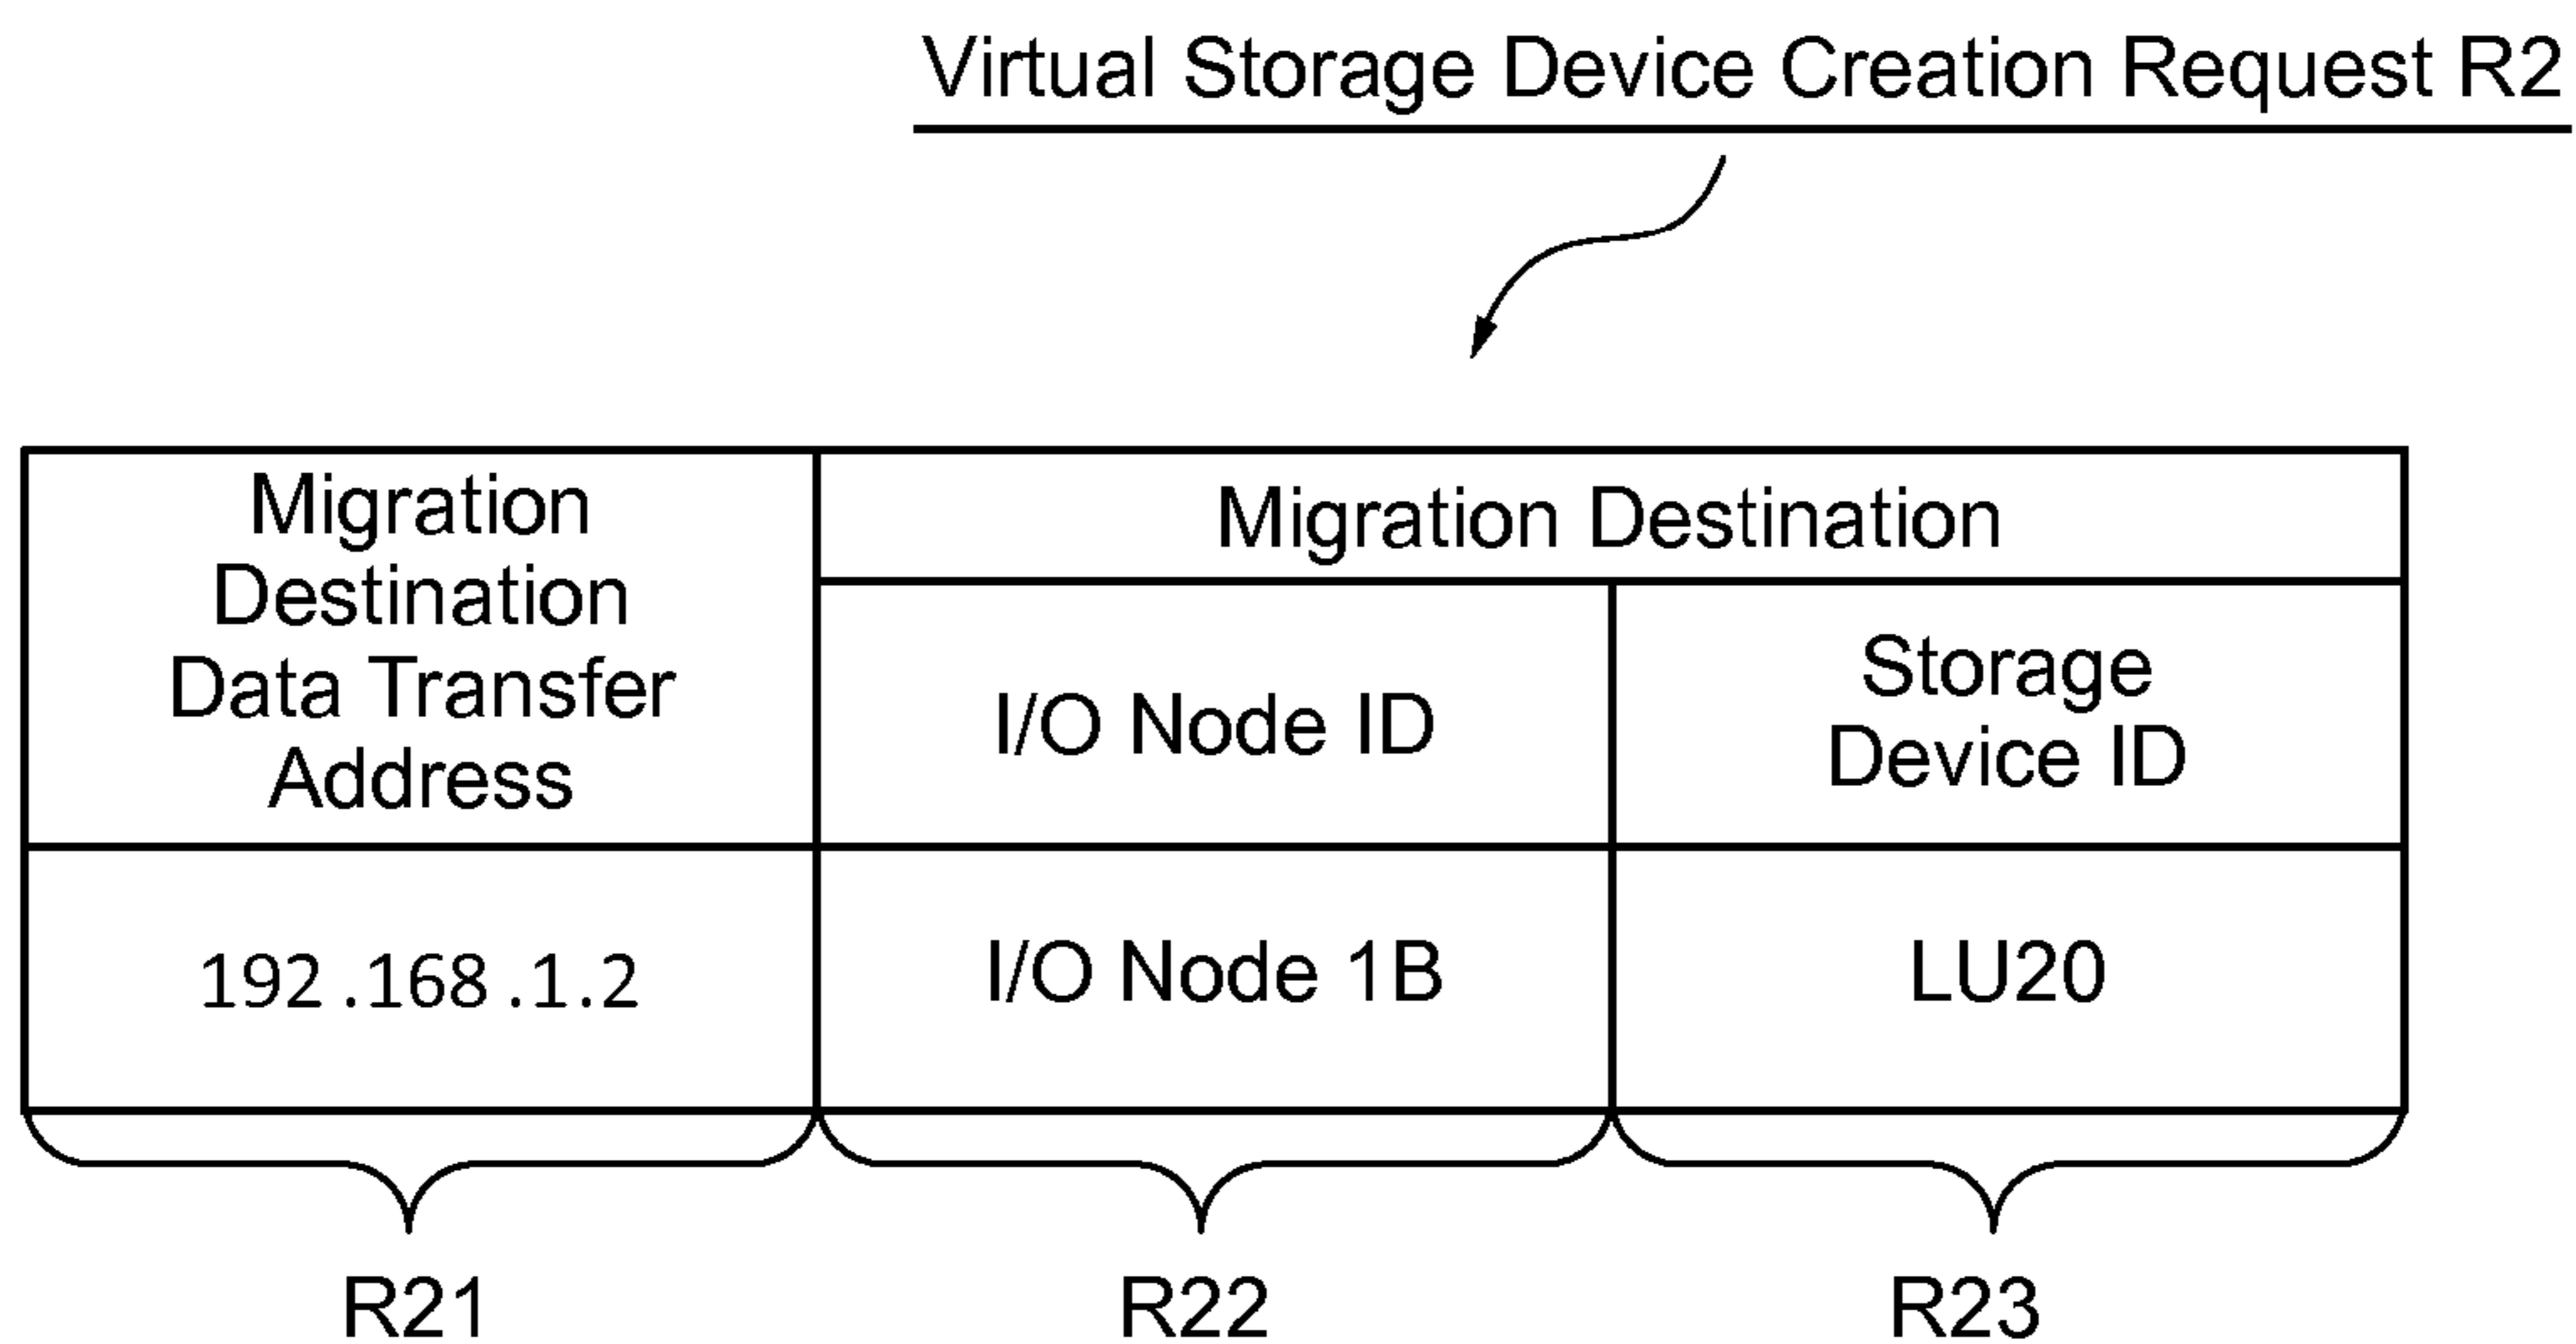 Virtual Storage Device Creation Request R2
Migration
Destination
Data Transfer
Address
Migration Destination
I/O Node ID
Storage
Device ID
192.168.1.2
I/O Node 1B
LU20
R21
R22
R23